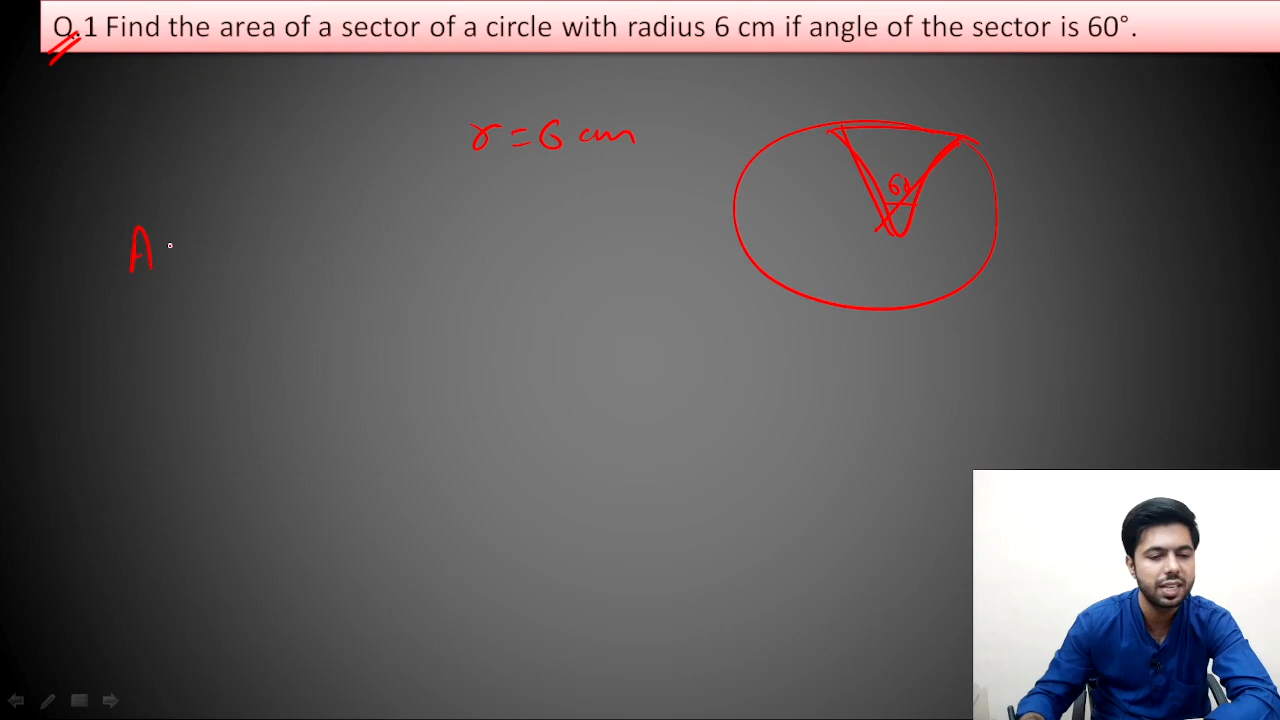 Q.1 Find the area of a sector of a circle with radius 6 cm if angle of the sector is 60°.
r = 6 cm
60
A